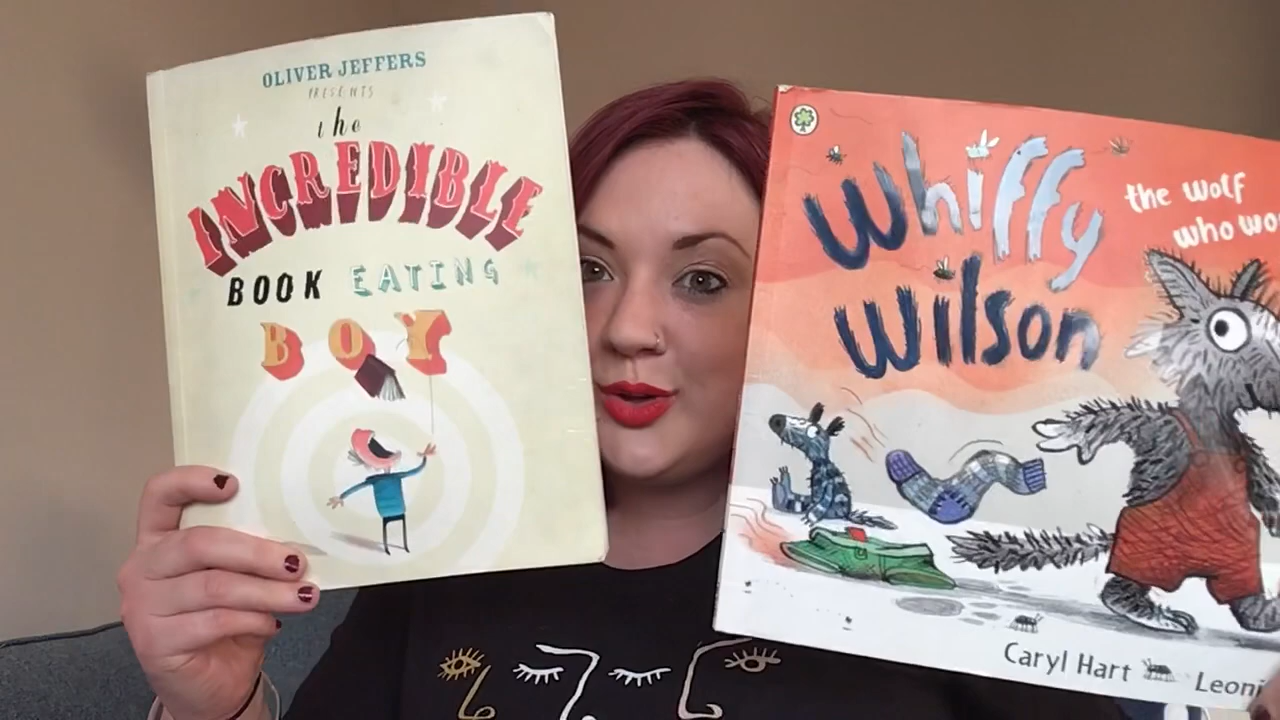 OLIVER JEFFERS
PRESENTS
the
INCREDIBLE
BOOK EATING
BOY
Whiffy
Wilson
the wolf
who wo
Caryl Hart
Leoni